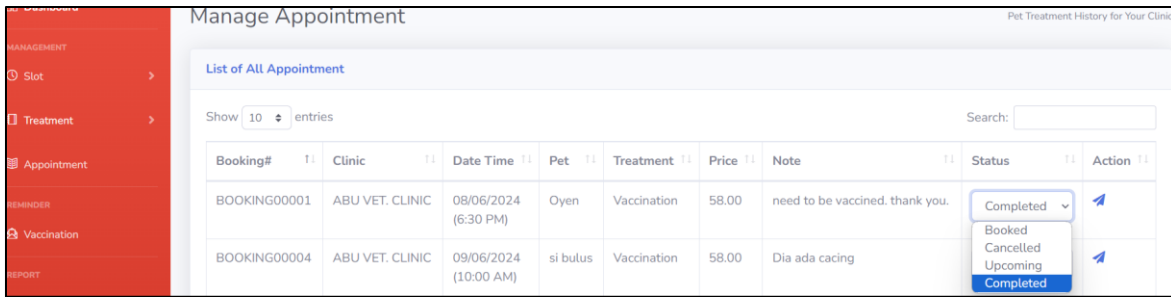 Dashboard
Manage Appointment
Pet Treatment History for Your Clinic
MANAGEMENT
Slot
Treatment
Appointment
REMINDER
Vaccination
REPORT
List of All Appointment
Show 10 entries
Search:
Booking# Clinic Date Time Pet Treatment Price Note Status Action
BOOKING00001 ABU VET. CLINIC 08/06/2024 Oyen Vaccination 58.00 need to be vaccined. thank you. Completed
(6:30 PM)
Booked
Cancelled
Upcoming
Completed
BOOKING00004 ABU VET. CLINIC 09/06/2024 si bulus Vaccination 58.00 Dia ada cacing
(10:00 AM)